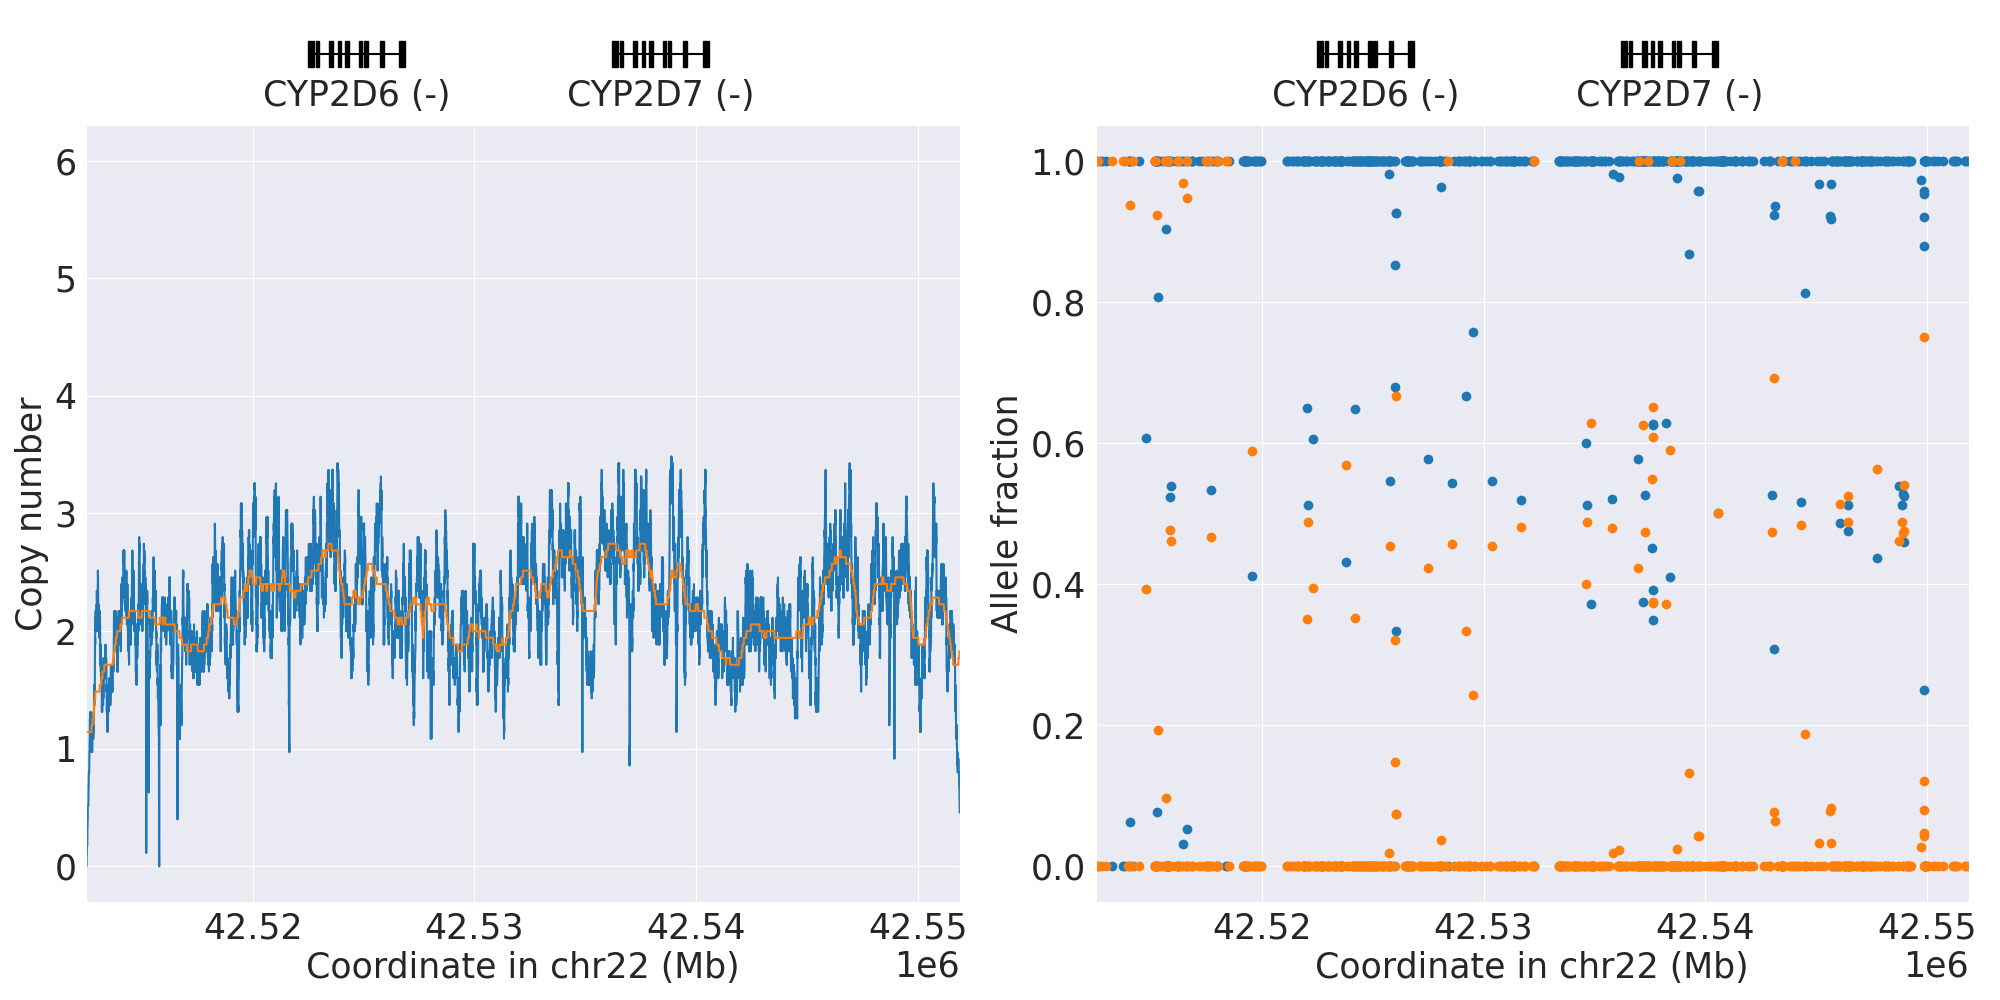 CYP2D6 (-)
CYP2D7 (-)
6
5
4
3
2
1
0
Copy number
42.52
42.53
42.54
42.55
Coordinate in chr22 (Mb)
1e6
CYP2D6 (-)
CYP2D7 (-)
1.0
0.8
0.6
0.4
0.2
0.0
Allele fraction
42.52
42.53
42.54
42.55
Coordinate in chr22 (Mb)
1e6